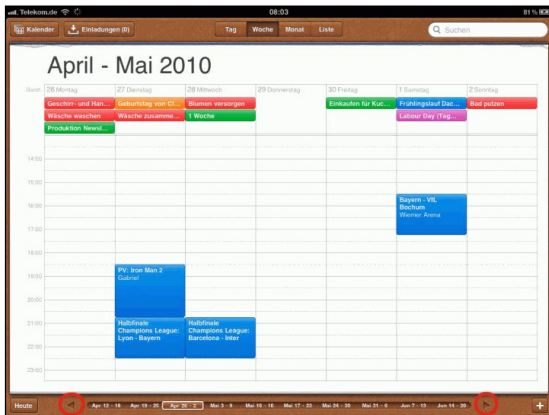 Telekom.de 08:03 81 %
Kalender Einladungen (0) Tag Woche Monat Liste Suchen
April - Mai 2010
26 Montag 27 Dienstag 28 Mittwoch 29 Donnerstag 30 Freitag 1 Samstag 2 Sonntag
Geschirr- und Han... Geburtstag von Cl... Blumen versorgen Einkaufen für Kuc... Frühlingslauf Dac... Bad putzen
Wäsche waschen Wäsche zusamme... 1 Woche Labour Day (Tag...
Produktion Newsl...
14:00
15:00
Bayern - VfL
16:00 Bochum
Wiemer Arena
17:00
18:00
PV: Iron Man 2
19:00 Gabriel
20:00
21:00 Halbfinale Halbfinale
Champions League: Champions League:
Lyon - Bayern Barcelona - Inter
22:00
23:00
Heute Apr 12 - 18 Apr 19 - 25 Apr 26 - 2 Mai 3 - 9 Mai 10 - 16 Mai 17 - 23 Mai 24 - 30 Mai 31 - 6 Jun 7 - 13 Jun 14 - 20 +